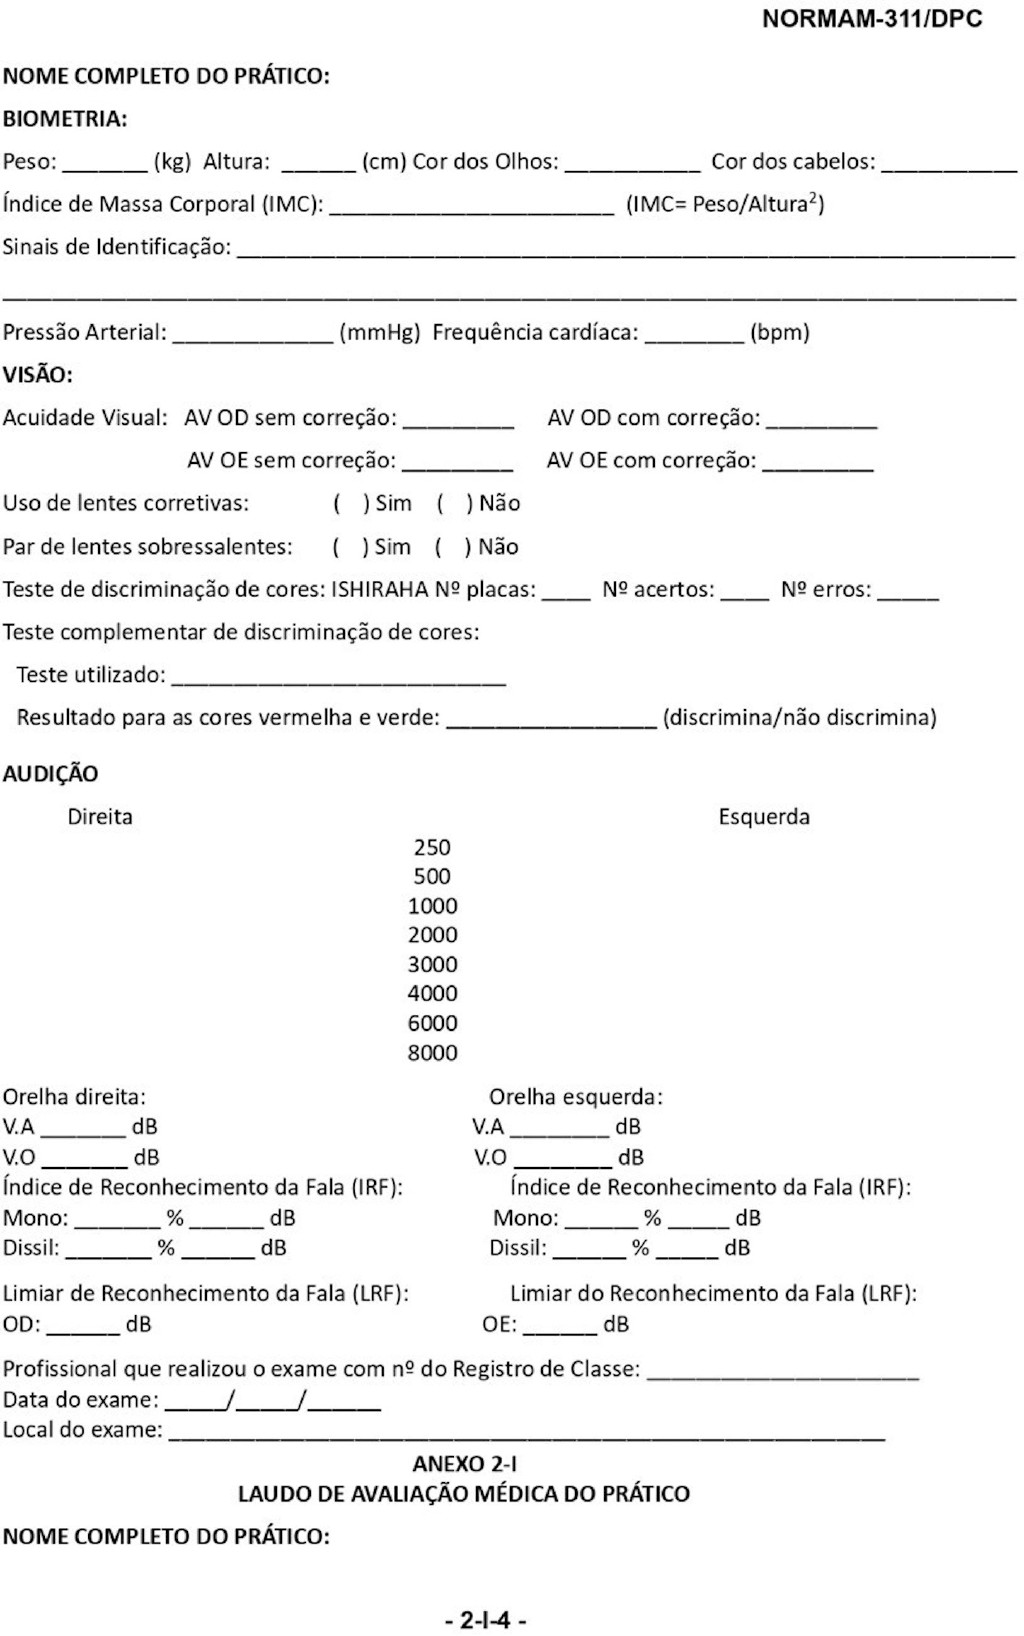 NORMAM-311/DPC
NOME COMPLETO DO PRÁTICO:
BIOMETRIA:
Peso: _______ (kg) Altura: ______ (cm) Cor dos Olhos: ___________ Cor dos cabelos: ___________
Índice de Massa Corporal (IMC): _______________________ (IMC= Peso/Altura²)
Sinais de Identificação: _______________________________________________________________
__________________________________________________________________________________
Pressão Arterial: _____________ (mmHg) Frequência cardíaca: ________ (bpm)
VISÃO:
Acuidade Visual: AV OD sem correção: _________ AV OD com correção: _________
AV OE sem correção: _________ AV OE com correção: _________
Uso de lentes corretivas: ( ) Sim ( ) Não
Par de lentes sobressalentes: ( ) Sim ( ) Não
Teste de discriminação de cores: ISHIRAHA Nº placas: ____ Nº acertos: ____ Nº erros: _____
Teste complementar de discriminação de cores:
Teste utilizado: ___________________________
Resultado para as cores vermelha e verde: _________________ (discrimina/não discrimina)
AUDIÇÃO
Direita Esquerda
250
500
1000
2000
3000
4000
6000
8000
Orelha direita: Orelha esquerda:
V.A _______ dB V.A ________ dB
V.O _______ dB V.O ________ dB
Índice de Reconhecimento da Fala (IRF): Índice de Reconhecimento da Fala (IRF):
Mono: _______ % ______ dB Mono: ______ % _____ dB
Dissil: _______ % ______ dB Dissil: ______ % _____ dB
Limiar de Reconhecimento da Fala (LRF): Limiar do Reconhecimento da Fala (LRF):
OD: ______ dB OE: ______ dB
Profissional que realizou o exame com nº do Registro de Classe: ______________________
Data do exame: _____/_____/______
Local do exame: __________________________________________________________
ANEXO 2-I
LAUDO DE AVALIAÇÃO MÉDICA DO PRÁTICO
NOME COMPLETO DO PRÁTICO:
- 2-I-4 -